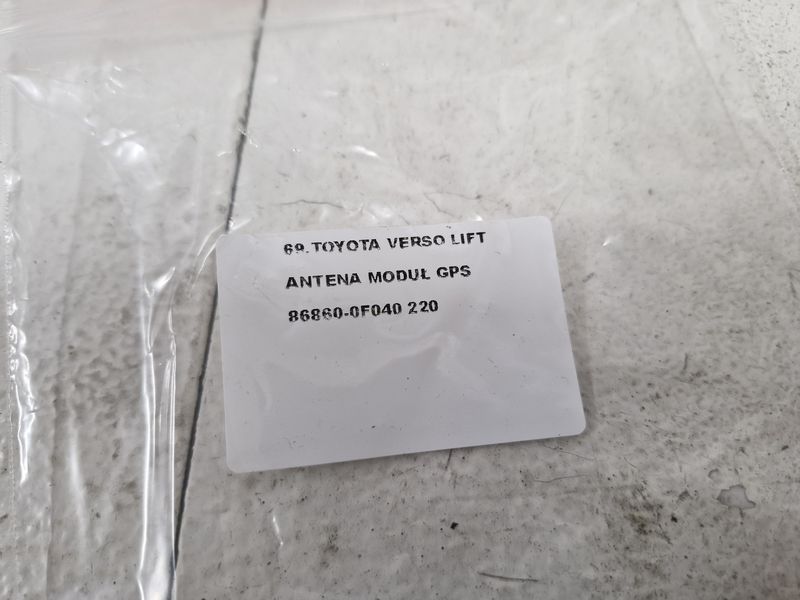 69.TOYOTA VERSO LIFT
ANTENA MODUŁ GPS
86860-0F040 220